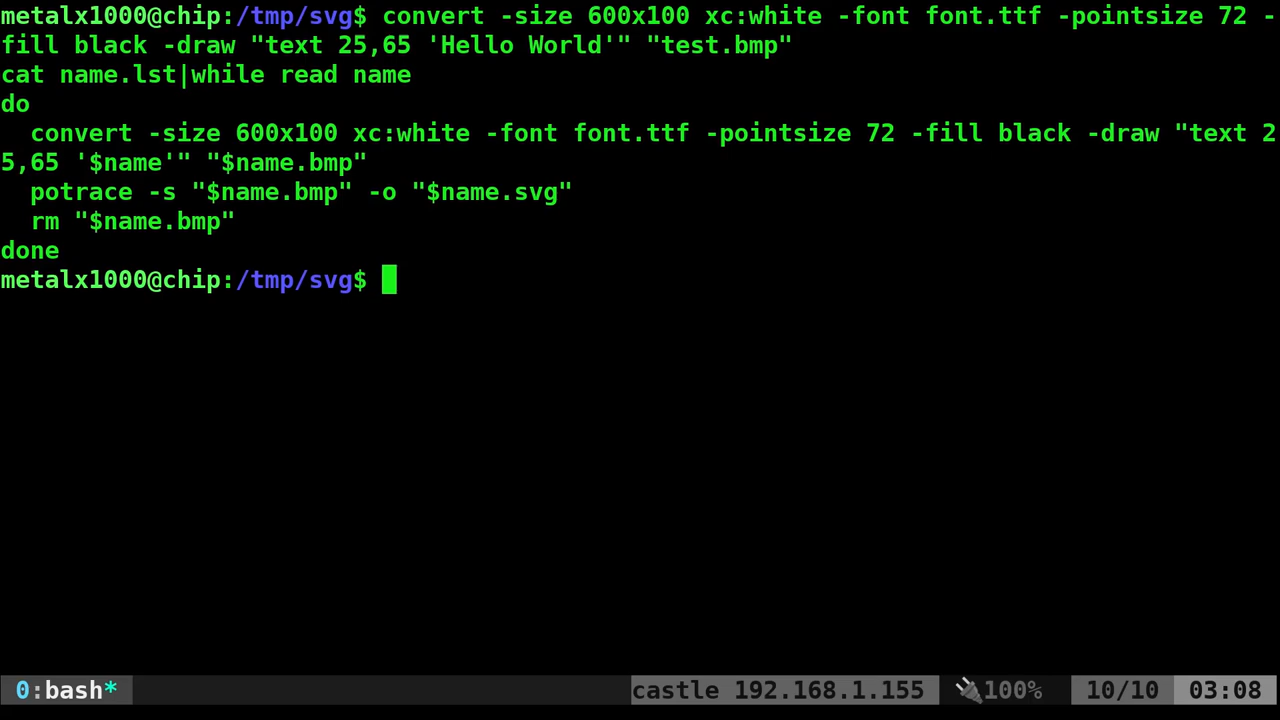 metalx1000@chip:/tmp/svg$ convert -size 600x100 xc:white -font font.ttf -pointsize 72 -
fill black -draw "text 25,65 'Hello World'" "test.bmp"
cat name.lst|while read name
do
  convert -size 600x100 xc:white -font font.ttf -pointsize 72 -fill black -draw "text 2
5,65 '$name'" "$name.bmp"
  potrace -s "$name.bmp" -o "$name.svg"
  rm "$name.bmp"
done
metalx1000@chip:/tmp/svg$
0:bash* castle 192.168.1.155 🔌100% 10/10 03:08